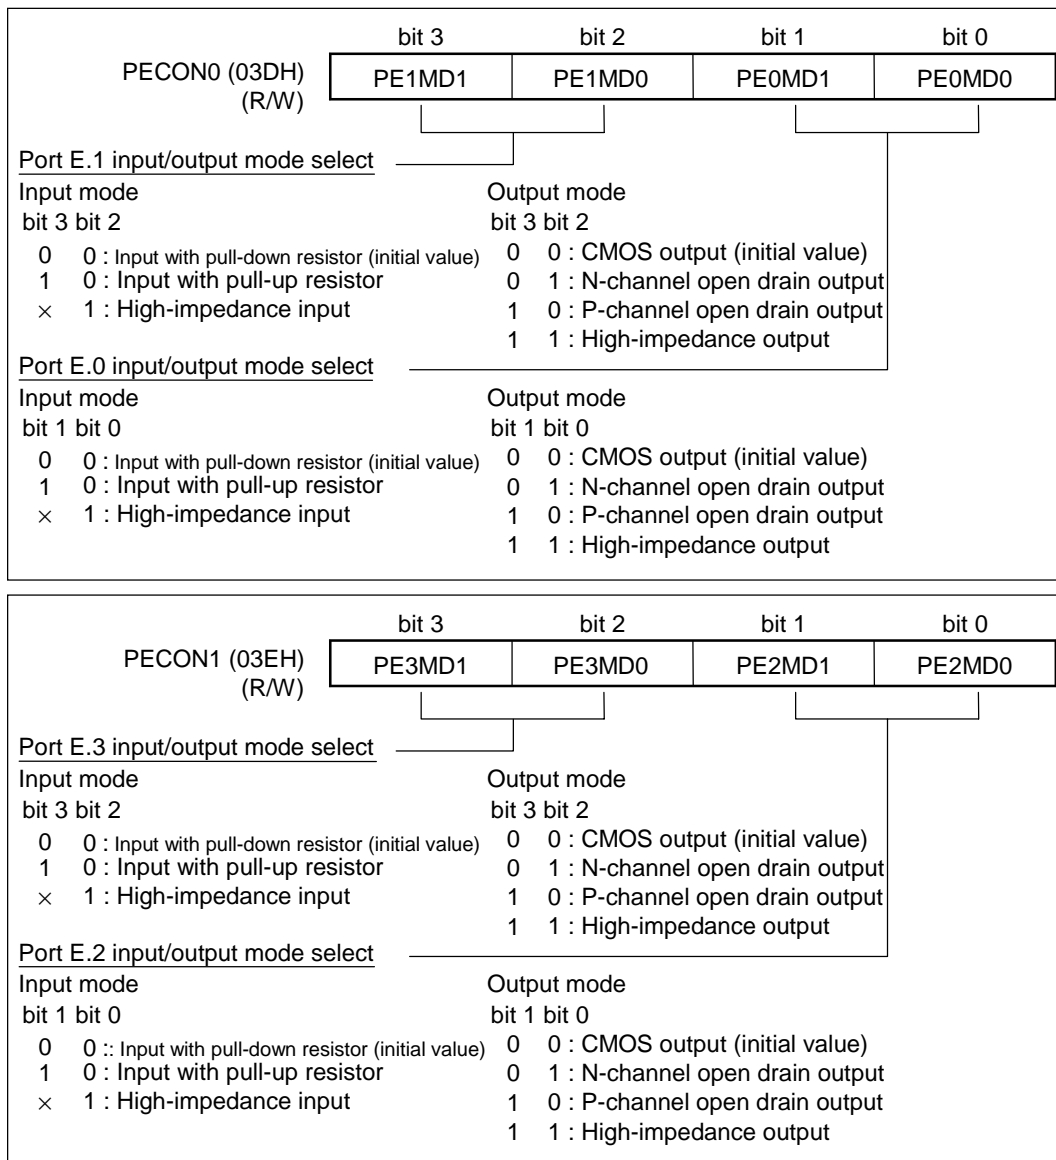 bit 3 bit 2 bit 1 bit 0
PECON0 (03DH) PE1MD1 PE1MD0 PE0MD1 PE0MD0
(R/W)
Port E.1 input/output mode select
Input mode Output mode
bit 3 bit 2 bit 3 bit 2
0 0 : Input with pull-down resistor (initial value) 0 0 : CMOS output (initial value)
1 0 : Input with pull-up resistor 0 1 : N-channel open drain output
× 1 : High-impedance input 1 0 : P-channel open drain output
1 1 : High-impedance output
Port E.0 input/output mode select
Input mode Output mode
bit 1 bit 0 bit 1 bit 0
0 0 : Input with pull-down resistor (initial value) 0 0 : CMOS output (initial value)
1 0 : Input with pull-up resistor 0 1 : N-channel open drain output
× 1 : High-impedance input 1 0 : P-channel open drain output
1 1 : High-impedance output
bit 3 bit 2 bit 1 bit 0
PECON1 (03EH) PE3MD1 PE3MD0 PE2MD1 PE2MD0
(R/W)
Port E.3 input/output mode select
Input mode Output mode
bit 3 bit 2 bit 3 bit 2
0 0 : Input with pull-down resistor (initial value) 0 0 : CMOS output (initial value)
1 0 : Input with pull-up resistor 0 1 : N-channel open drain output
× 1 : High-impedance input 1 0 : P-channel open drain output
1 1 : High-impedance output
Port E.2 input/output mode select
Input mode Output mode
bit 1 bit 0 bit 1 bit 0
0 0 :: Input with pull-down resistor (initial value) 0 0 : CMOS output (initial value)
1 0 : Input with pull-up resistor 0 1 : N-channel open drain output
× 1 : High-impedance input 1 0 : P-channel open drain output
1 1 : High-impedance output